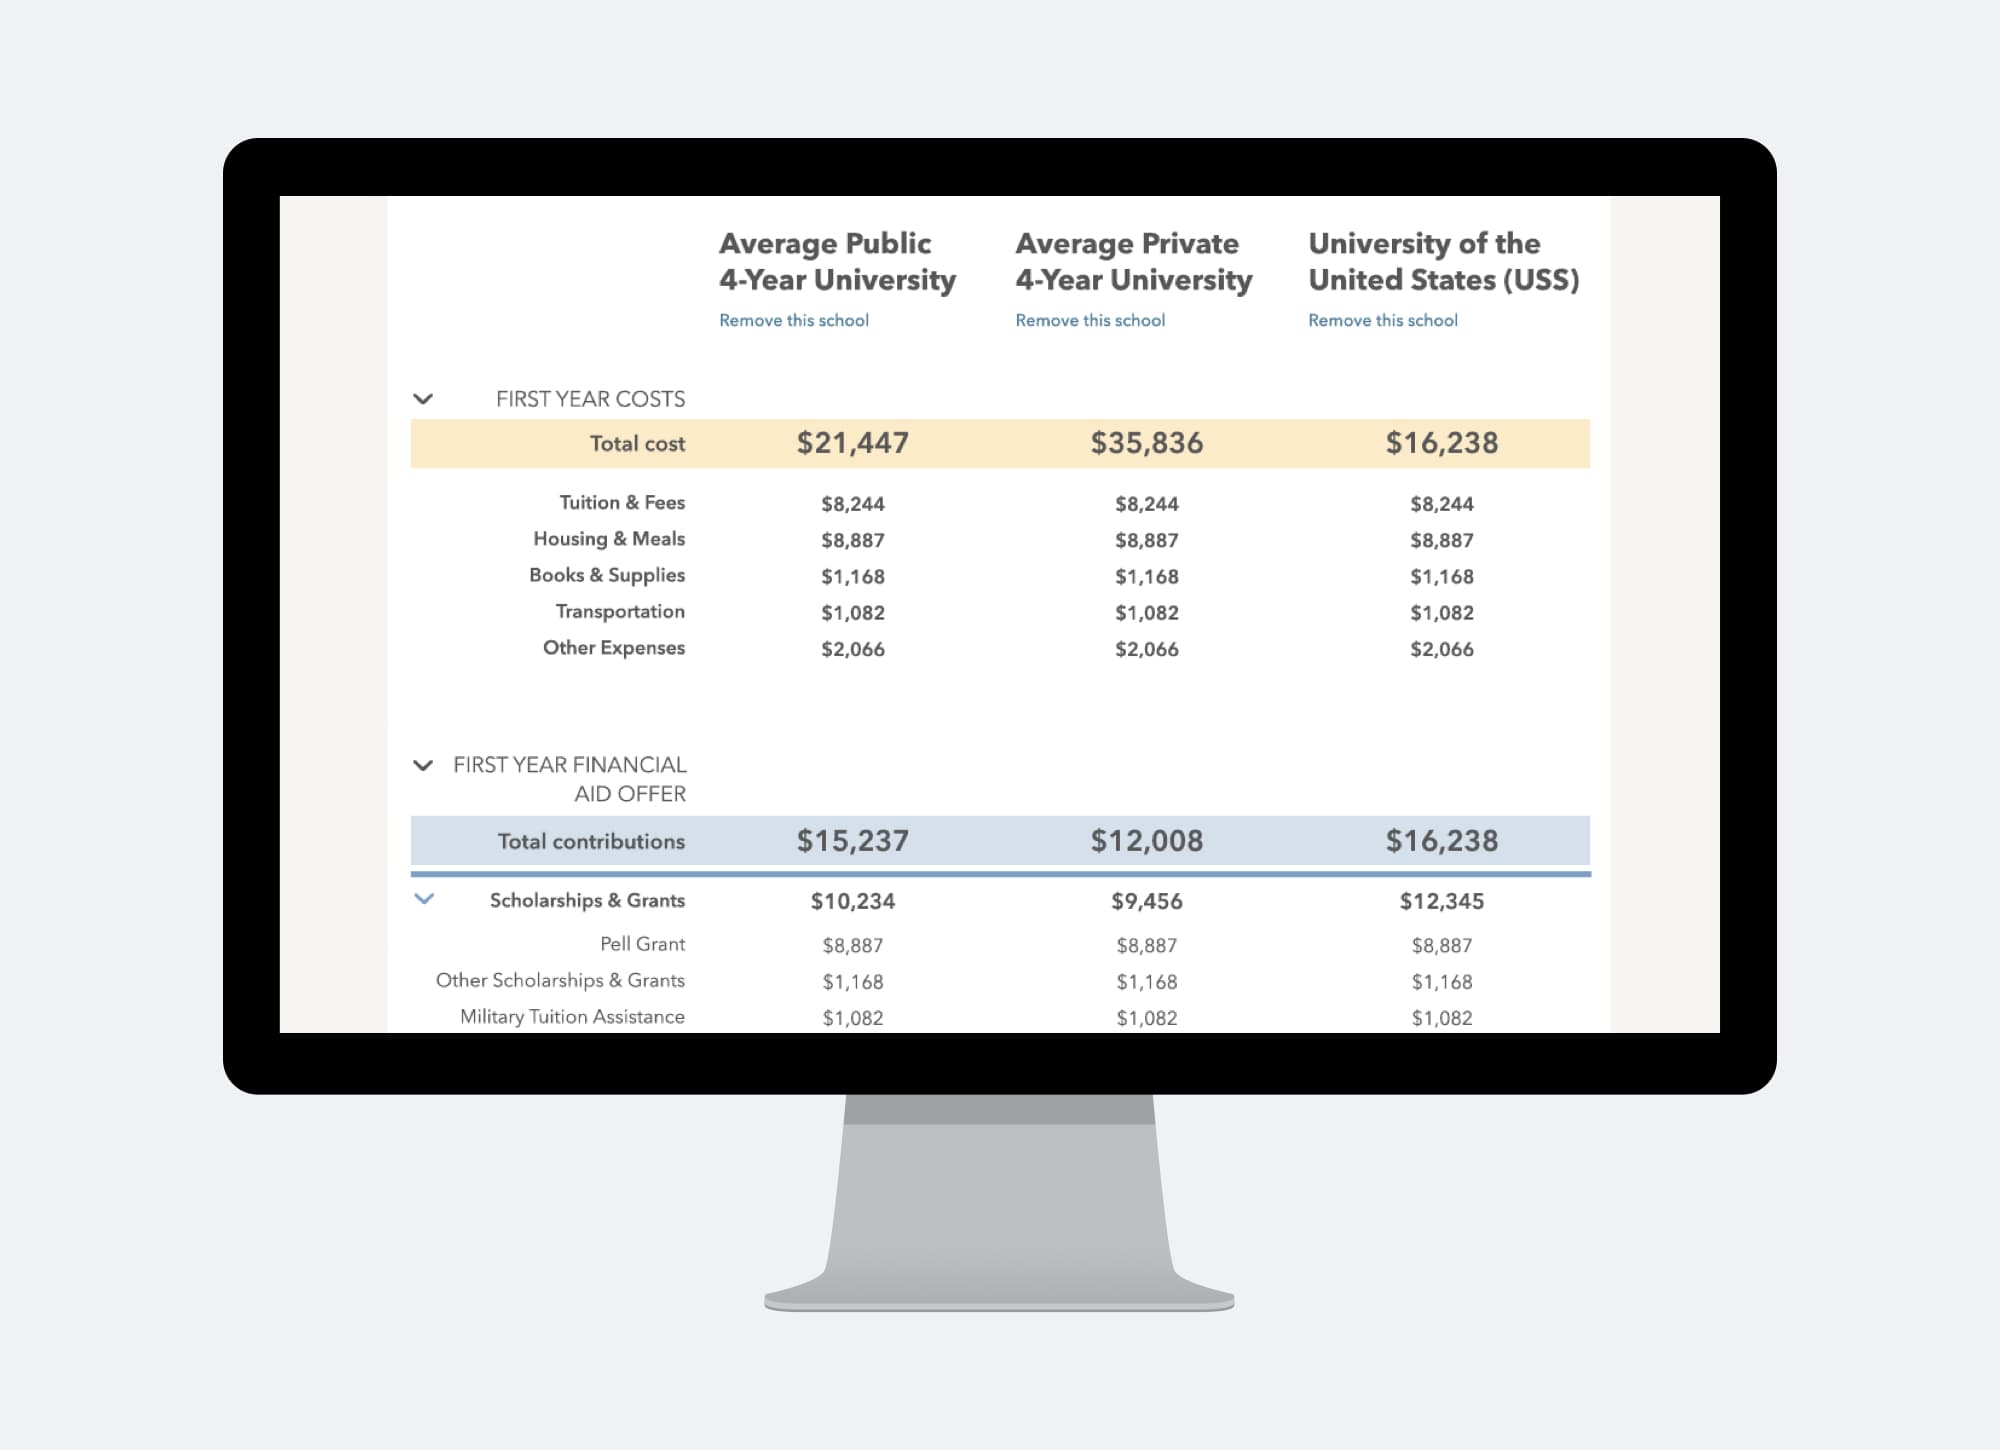 Average Public
4-Year University
Remove this school
Average Private
4-Year University
Remove this school
University of the
United States (USS)
Remove this school
FIRST YEAR COSTS
Total cost $21,447 $35,836 $16,238
Tuition & Fees $8,244 $8,244 $8,244
Housing & Meals $8,887 $8,887 $8,887
Books & Supplies $1,168 $1,168 $1,168
Transportation $1,082 $1,082 $1,082
Other Expenses $2,066 $2,066 $2,066
FIRST YEAR FINANCIAL
AID OFFER
Total contributions $15,237 $12,008 $16,238
Scholarships & Grants $10,234 $9,456 $12,345
Pell Grant $8,887 $8,887 $8,887
Other Scholarships & Grants $1,168 $1,168 $1,168
Military Tuition Assistance $1,082 $1,082 $1,082